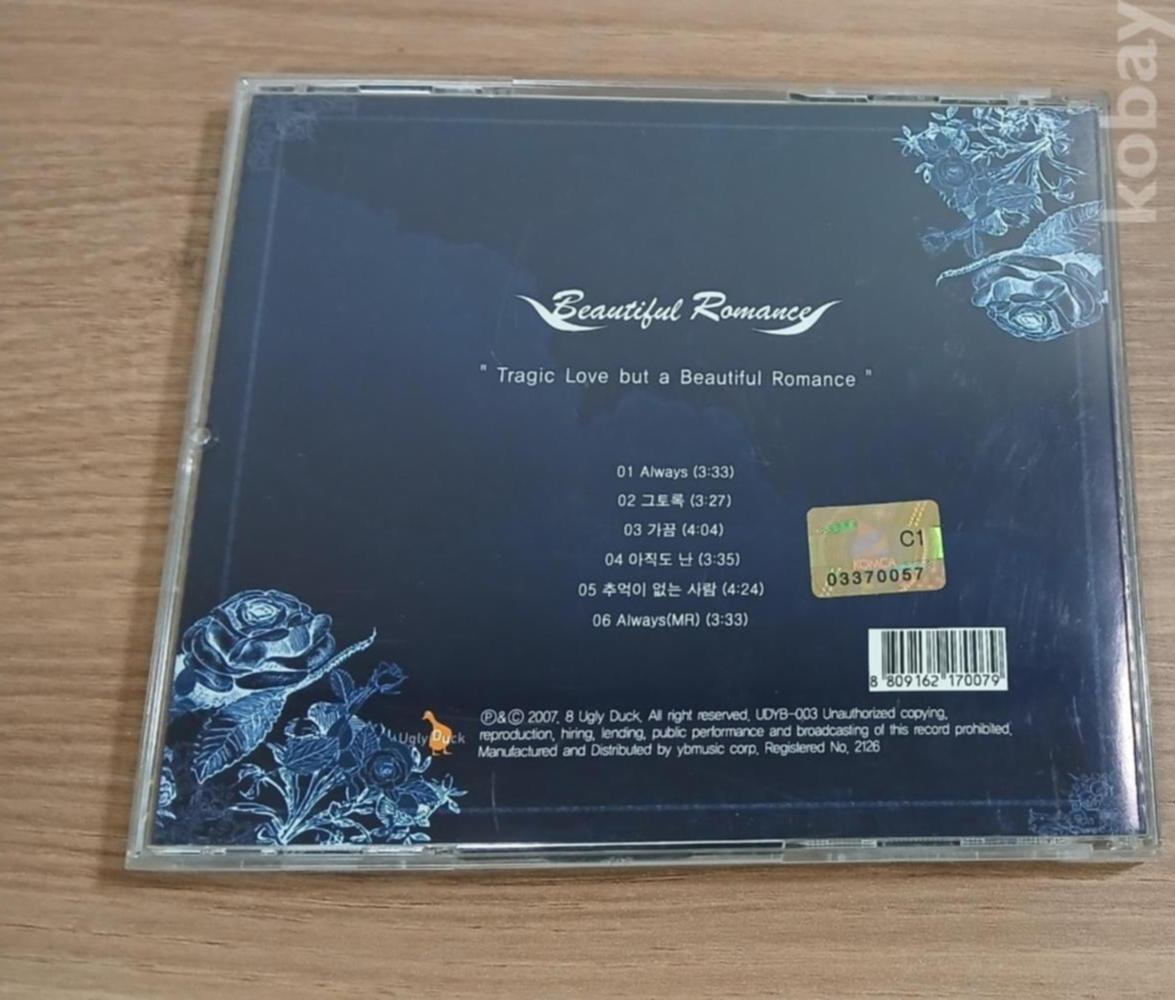 kobay
Beautiful Romance
" Tragic Love but a Beautiful Romance "
01 Always (3:33)
02 그토록 (3:27)
03 가끔 (4:04)
04 아직도 난 (3:35)
05 추억이 없는 사람 (4:24)
06 Always(MR) (3:33)
C1
KOMCA
03370057
8 809162 170079
Ugly Duck
℗&© 2007. 8 Ugly Duck. All right reserved. UDYB-003 Unauthorized copying,
reproduction, hiring, lending, public performance and broadcasting of this record prohibited.
Manufactured and Distributed by ybmusic corp. Registered No. 2126